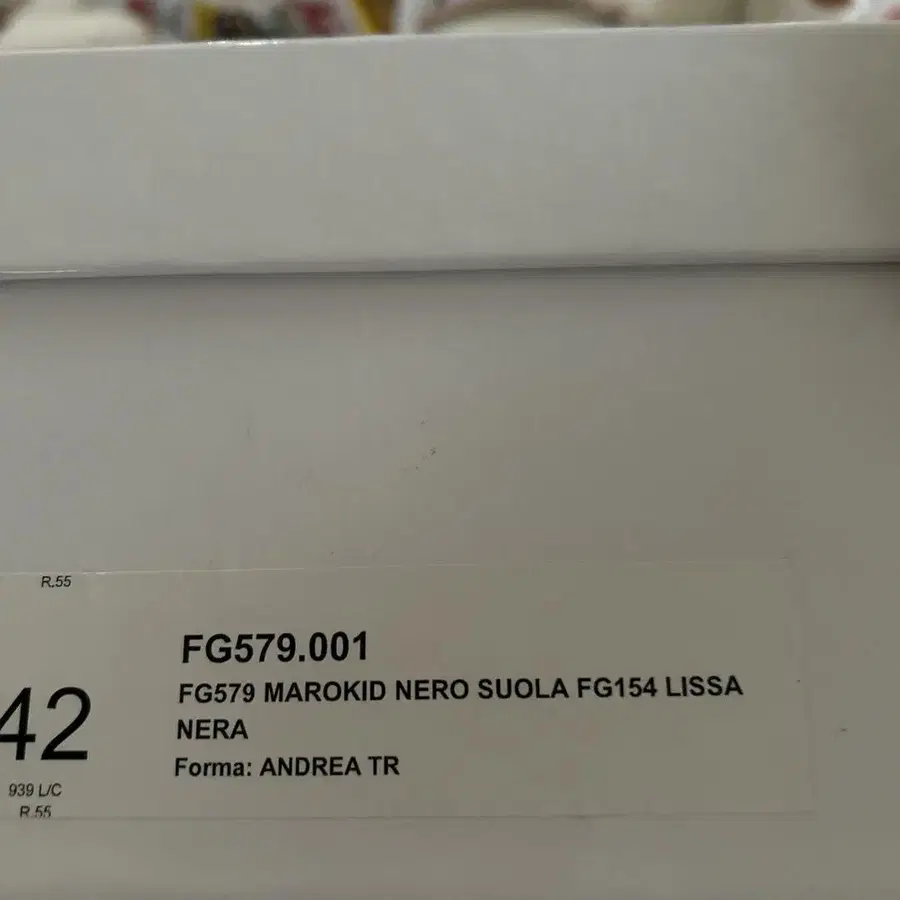 R.55
42
939 L/C
R.55
FG579.001
FG579 MAROKID NERO SUOLA FG154 LISSA
NERA
Forma: ANDREA TR